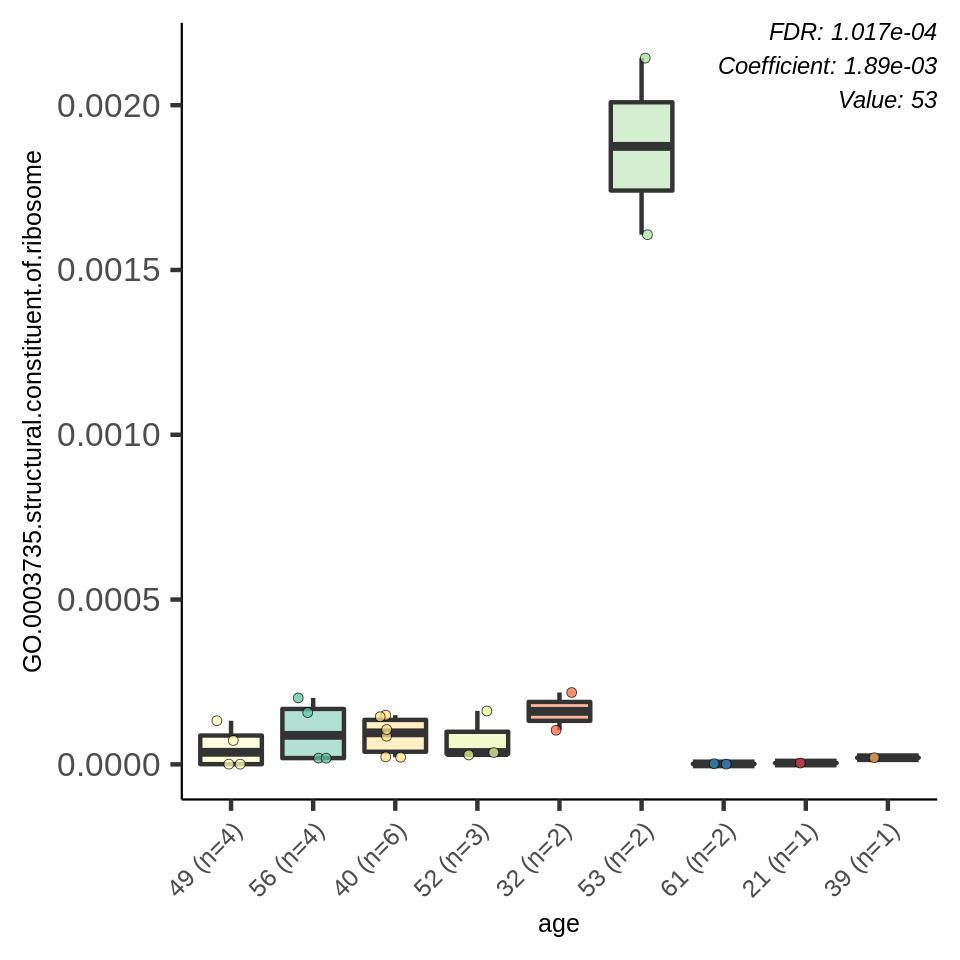 FDR: 1.017e-04
Coefficient: 1.89e-03
Value: 53
GO.0003735.structural.constituent.of.ribosome
0.0020
0.0015
0.0010
0.0005
0.0000
49 (n=4)
56 (n=4)
40 (n=6)
52 (n=3)
32 (n=2)
53 (n=2)
61 (n=2)
21 (n=1)
39 (n=1)
age